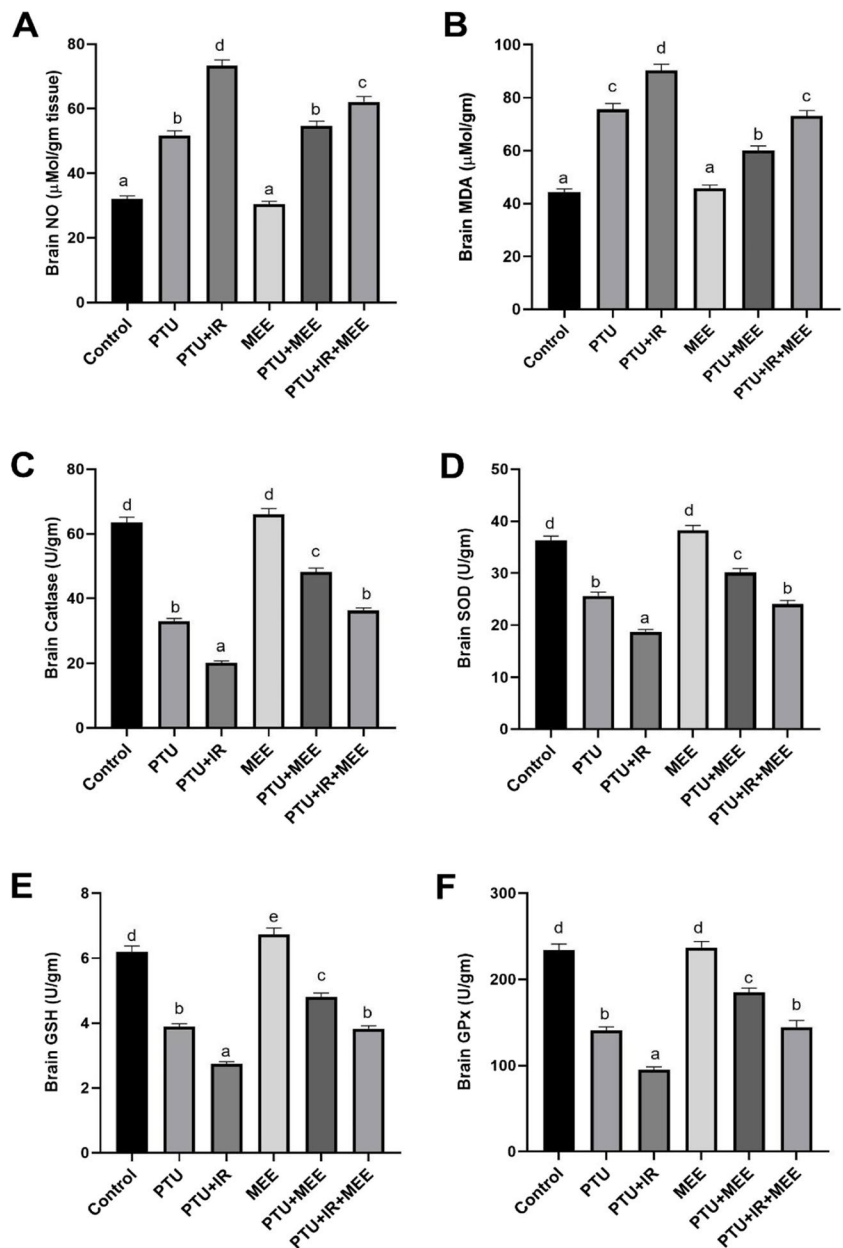 A
Brain NO (µMol/gm tissue)
80
60
40
20
0
a
b
d
a
b
c
Control
PTU
PTU+IR
MEE
PTU+MEE
PTU+IR+MEE
B
Brain MDA (µMol/gm)
100
80
60
40
20
0
a
c
d
a
b
c
Control
PTU
PTU+IR
MEE
PTU+MEE
PTU+IR+MEE
C
Brain Catlase (U/gm)
80
60
40
20
0
d
b
a
d
c
b
Control
PTU
PTU+IR
MEE
PTU+MEE
PTU+IR+MEE
D
Brain SOD (U/gm)
50
40
30
20
10
0
d
b
a
d
c
b
Control
PTU
PTU+IR
MEE
PTU+MEE
PTU+IR+MEE
E
Brain GSH (U/gm)
8
6
4
2
0
d
b
a
e
c
b
Control
PTU
PTU+IR
MEE
PTU+MEE
PTU+IR+MEE
F
Brain GPx (U/gm)
300
200
100
0
d
b
a
d
c
b
Control
PTU
PTU+IR
MEE
PTU+MEE
PTU+IR+MEE